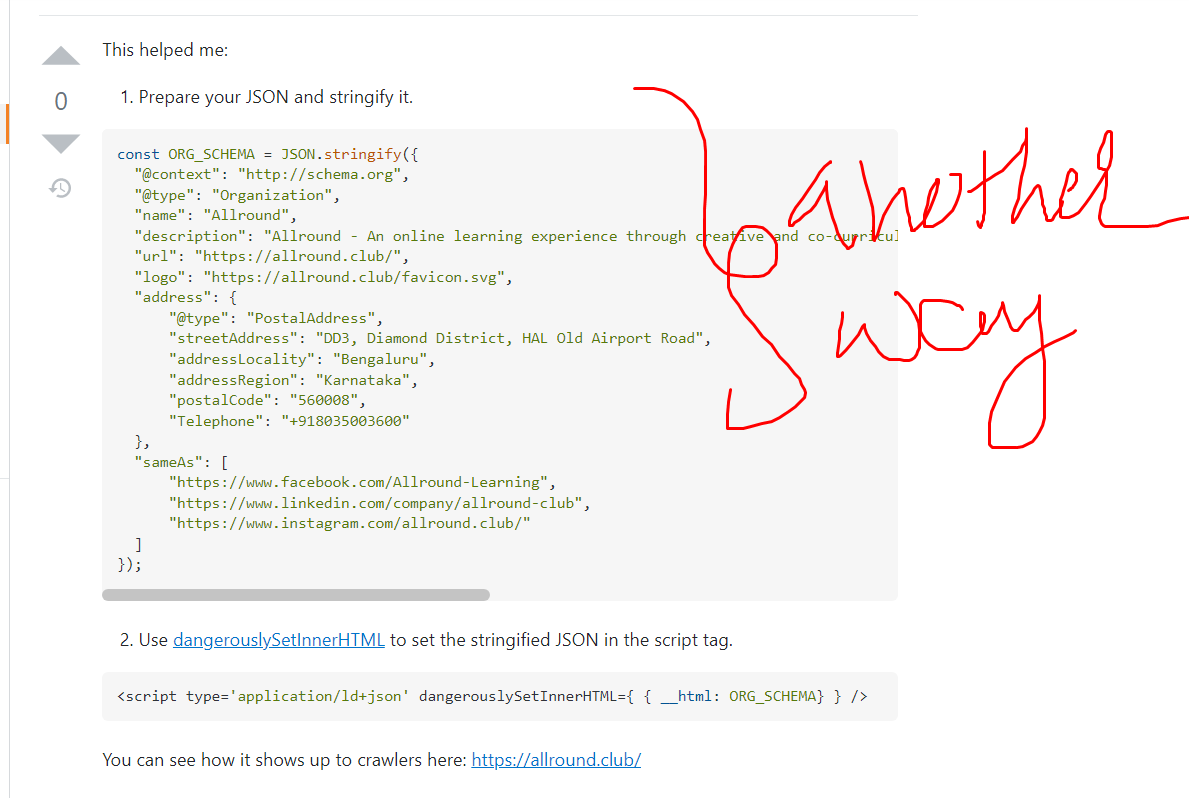 This helped me:
0
1. Prepare your JSON and stringify it.
const ORG_SCHEMA = JSON.stringify({
"@context": "http://schema.org",
"@type": "Organization",
"name": "Allround",
"description": "Allround - An online learning experience through creative and co-curricul
"url": "https://allround.club/",
"logo": "https://allround.club/favicon.svg",
"address": {
"@type": "PostalAddress",
"streetAddress": "DD3, Diamond District, HAL Old Airport Road",
"addressLocality": "Bengaluru",
"addressRegion": "Karnataka",
"postalCode": "560008",
"Telephone": "+918035003600"
},
"sameAs": [
"https://www.facebook.com/Allround-Learning",
"https://www.linkedin.com/company/allround-club",
"https://www.instagram.com/allround.club/"
]
});
another
way
2. Use dangerouslySetInnerHTML to set the stringified JSON in the script tag.
<script type='application/ld+json' dangerouslySetInnerHTML={ { __html: ORG_SCHEMA} } />
You can see how it shows up to crawlers here: https://allround.club/